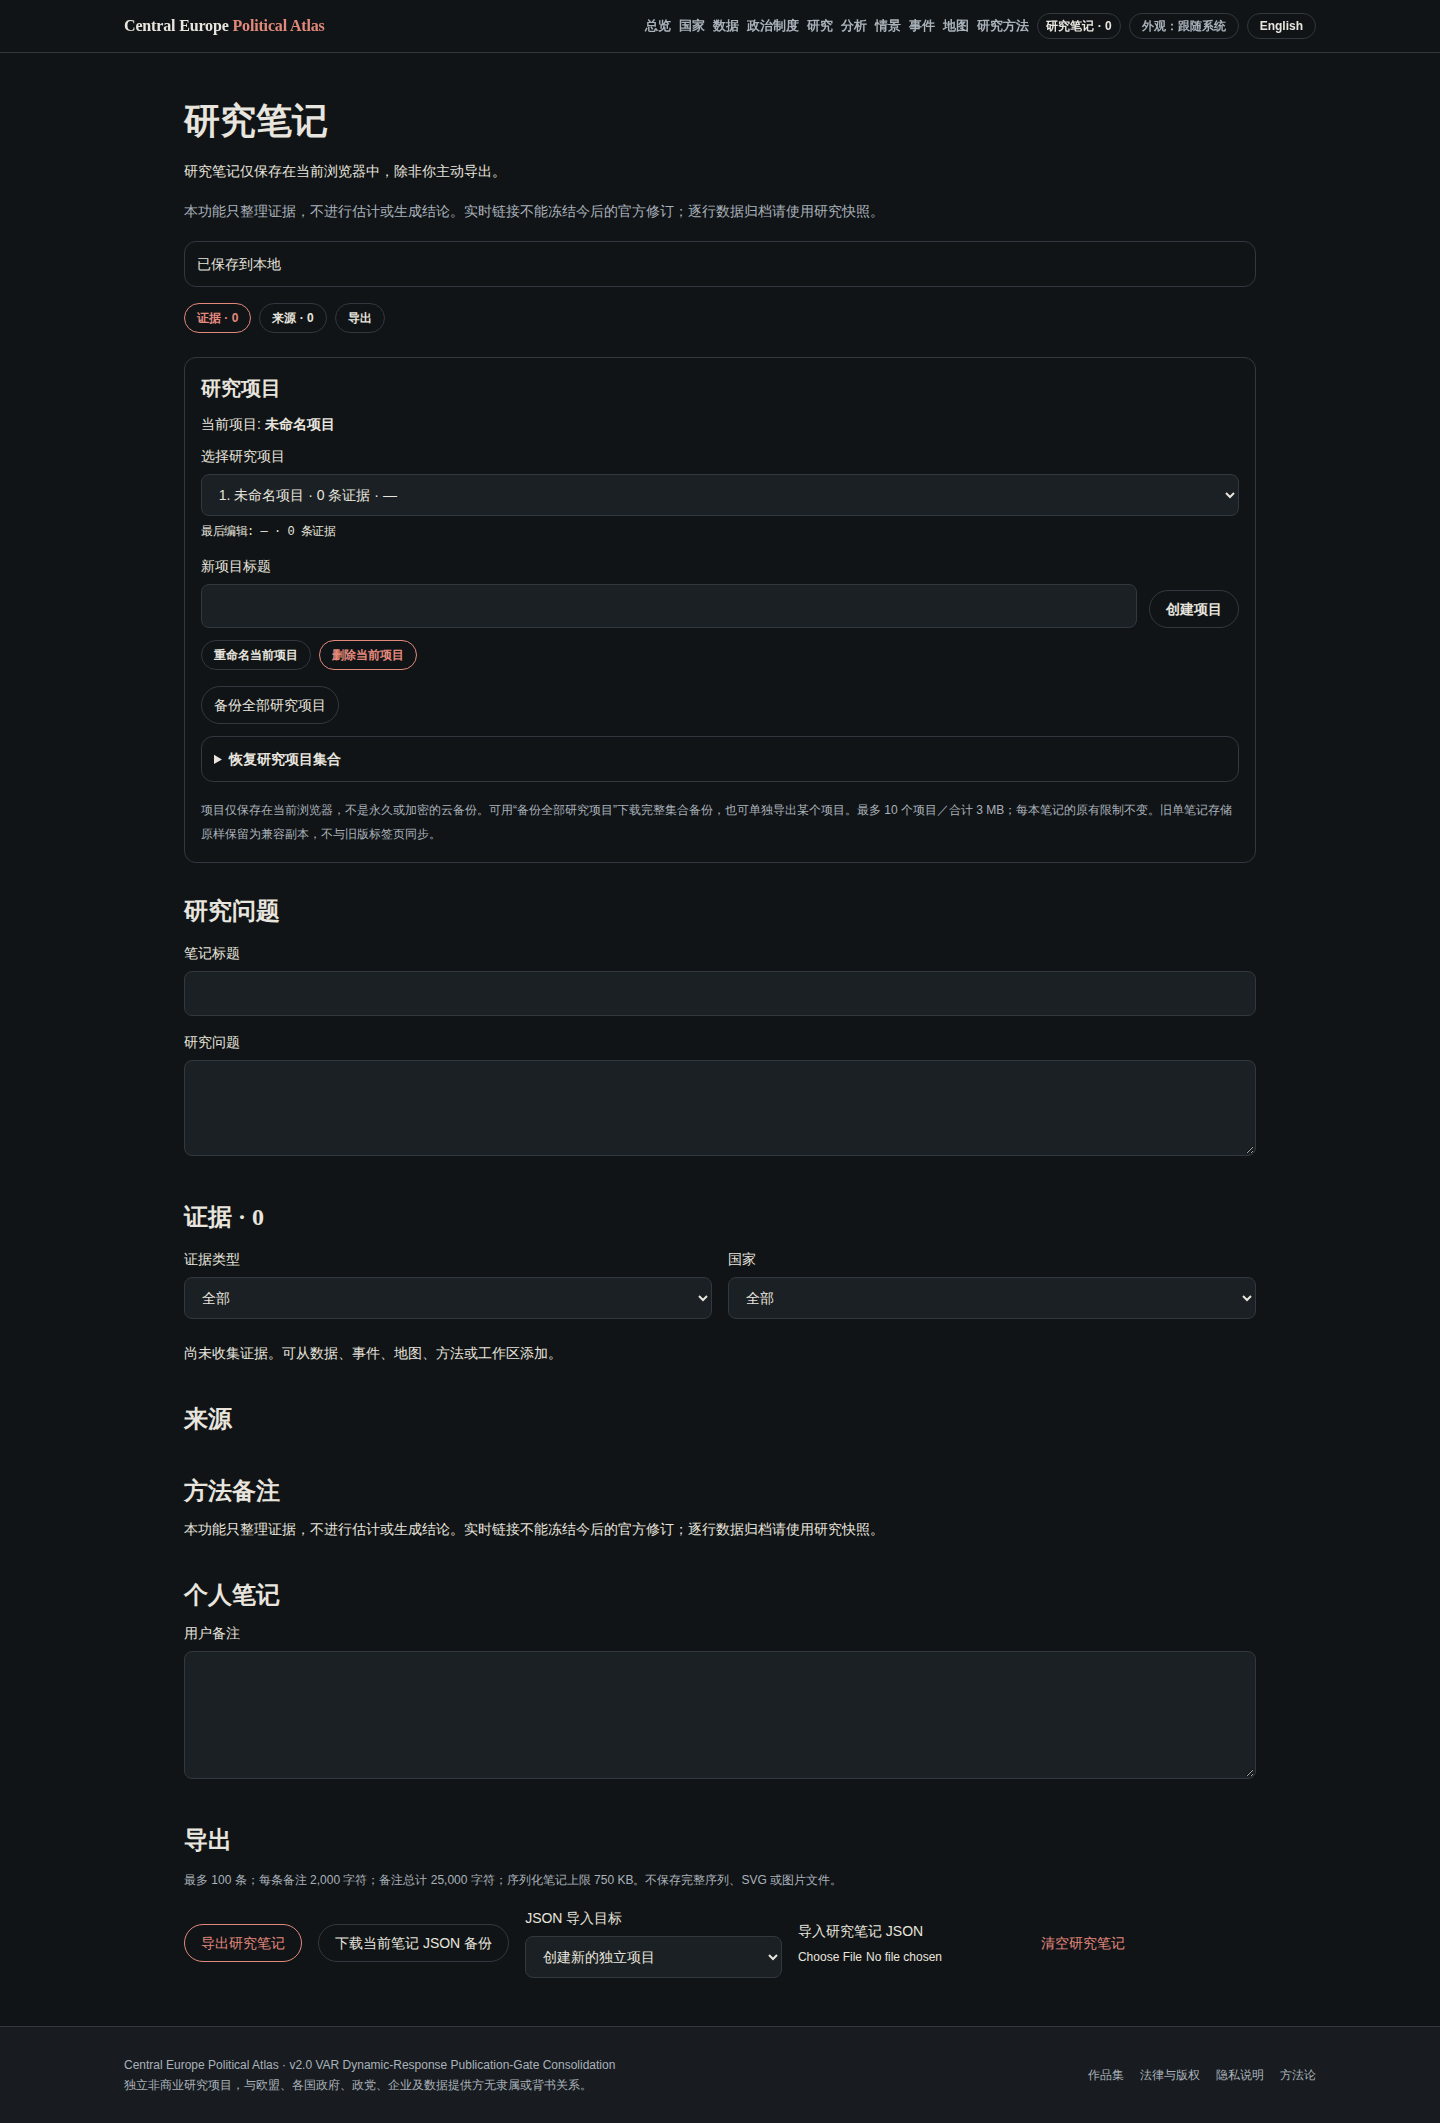 Central Europe Political Atlas
总览 国家 数据 政治制度 研究 分析 情景 事件 地图 研究方法 研究笔记 · 0 外观：跟随系统 English
研究笔记
研究笔记仅保存在当前浏览器中，除非你主动导出。
本功能只整理证据，不进行估计或生成结论。实时链接不能冻结今后的官方修订；逐行数据归档请使用研究快照。
已保存到本地
证据 · 0 来源 · 0 导出
研究项目
当前项目: 未命名项目
选择研究项目
1. 未命名项目 · 0 条证据 · —
最后编辑: — · 0 条证据
新项目标题
创建项目
重命名当前项目 删除当前项目
备份全部研究项目
▶ 恢复研究项目集合
项目仅保存在当前浏览器，不是永久或加密的云备份。可用“备份全部研究项目”下载完整集合备份，也可单独导出某个项目。最多 10 个项目／合计 3 MB；每本笔记的原有限制不变。旧单笔记存储
原样保留为兼容副本，不与旧版标签页同步。
研究问题
笔记标题
研究问题
证据 · 0
证据类型 国家
全部 全部
尚未收集证据。可从数据、事件、地图、方法或工作区添加。
来源
方法备注
本功能只整理证据，不进行估计或生成结论。实时链接不能冻结今后的官方修订；逐行数据归档请使用研究快照。
个人笔记
用户备注
导出
最多 100 条；每条备注 2,000 字符；备注总计 25,000 字符；序列化笔记上限 750 KB。不保存完整序列、SVG 或图片文件。
导出研究笔记 下载当前笔记 JSON 备份
JSON 导入目标
创建新的独立项目
导入研究笔记 JSON
Choose File No file chosen
清空研究笔记
Central Europe Political Atlas · v2.0 VAR Dynamic-Response Publication-Gate Consolidation
独立非商业研究项目，与欧盟、各国政府、政党、企业及数据提供方无隶属或背书关系。
作品集 法律与版权 隐私说明 方法论